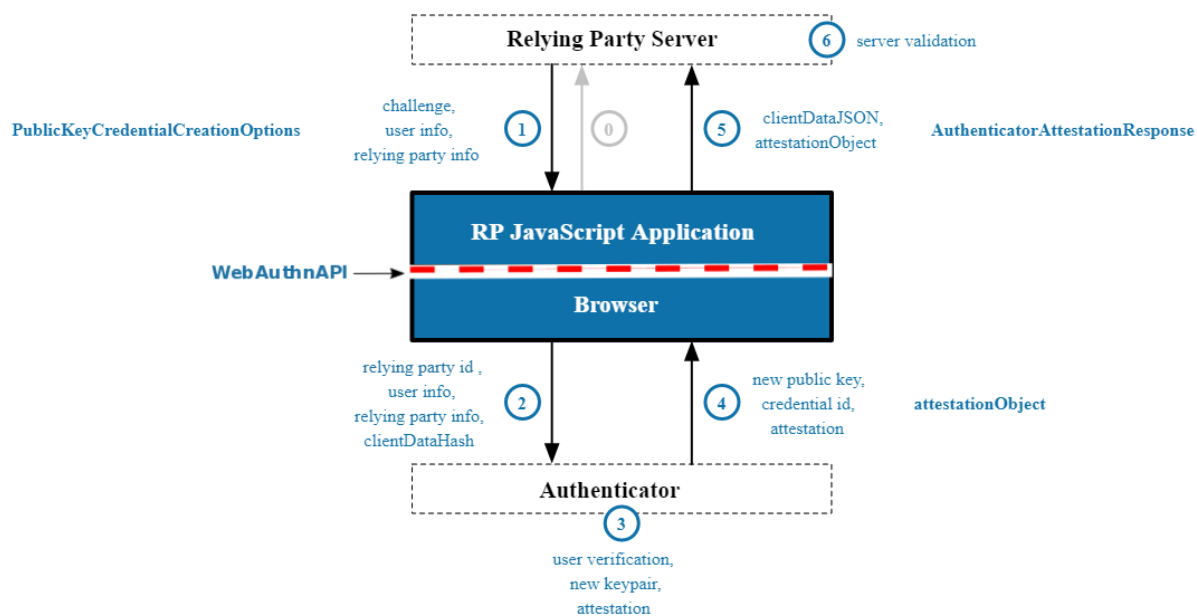 Relying Party Server
6
server validation
PublicKeyCredentialCreationOptions
challenge,
user info,
relying party info
1
0
5
clientDataJSON,
attestationObject
AuthenticatorAttestationResponse
RP JavaScript Application
WebAuthnAPI
Browser
relying party id ,
user info,
relying party info,
clientDataHash
2
4
new public key,
credential id,
attestation
attestationObject
Authenticator
3
user verification,
new keypair,
attestation